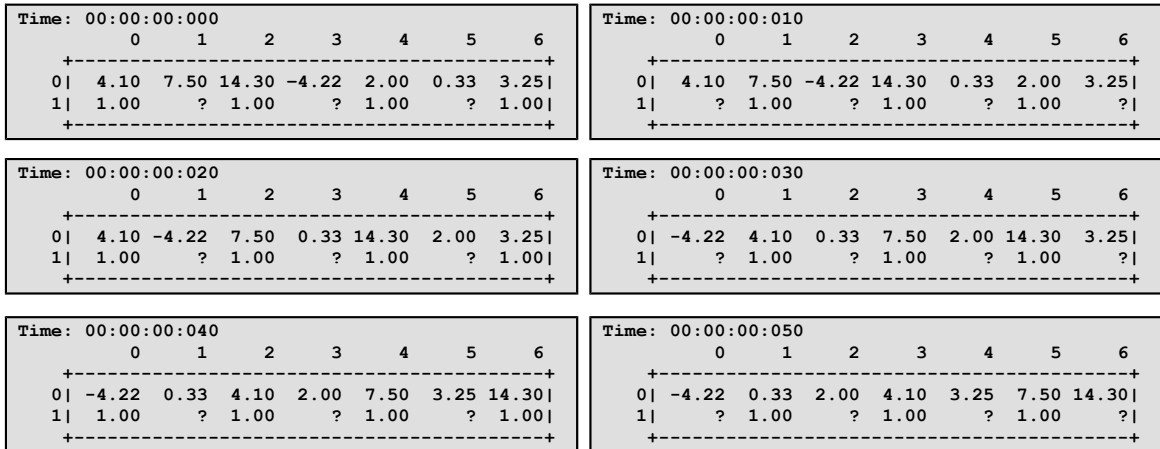 Time: 00:00:00:000
0 1 2 3 4 5 6
+-------------------------------------------+
0| 4.10 7.50 14.30 −4.22 2.00 0.33 3.25|
1| 1.00 ? 1.00 ? 1.00 ? 1.00|
+-------------------------------------------+
Time: 00:00:00:010
0 1 2 3 4 5 6
+-------------------------------------------+
0| 4.10 7.50 -4.22 14.30 0.33 2.00 3.25|
1| ? 1.00 ? 1.00 ? 1.00 ?|
+-------------------------------------------+
Time: 00:00:00:020
0 1 2 3 4 5 6
+-------------------------------------------+
0| 4.10 -4.22 7.50 0.33 14.30 2.00 3.25|
1| 1.00 ? 1.00 ? 1.00 ? 1.00|
+-------------------------------------------+
Time: 00:00:00:030
0 1 2 3 4 5 6
+-------------------------------------------+
0| -4.22 4.10 0.33 7.50 2.00 14.30 3.25|
1| ? 1.00 ? 1.00 ? 1.00 ?|
+-------------------------------------------+
Time: 00:00:00:040
0 1 2 3 4 5 6
+-------------------------------------------+
0| -4.22 0.33 4.10 2.00 7.50 3.25 14.30|
1| 1.00 ? 1.00 ? 1.00 ? 1.00|
+-------------------------------------------+
Time: 00:00:00:050
0 1 2 3 4 5 6
+-------------------------------------------+
0| -4.22 0.33 2.00 4.10 3.25 7.50 14.30|
1| ? 1.00 ? 1.00 ? 1.00 ?|
+-------------------------------------------+